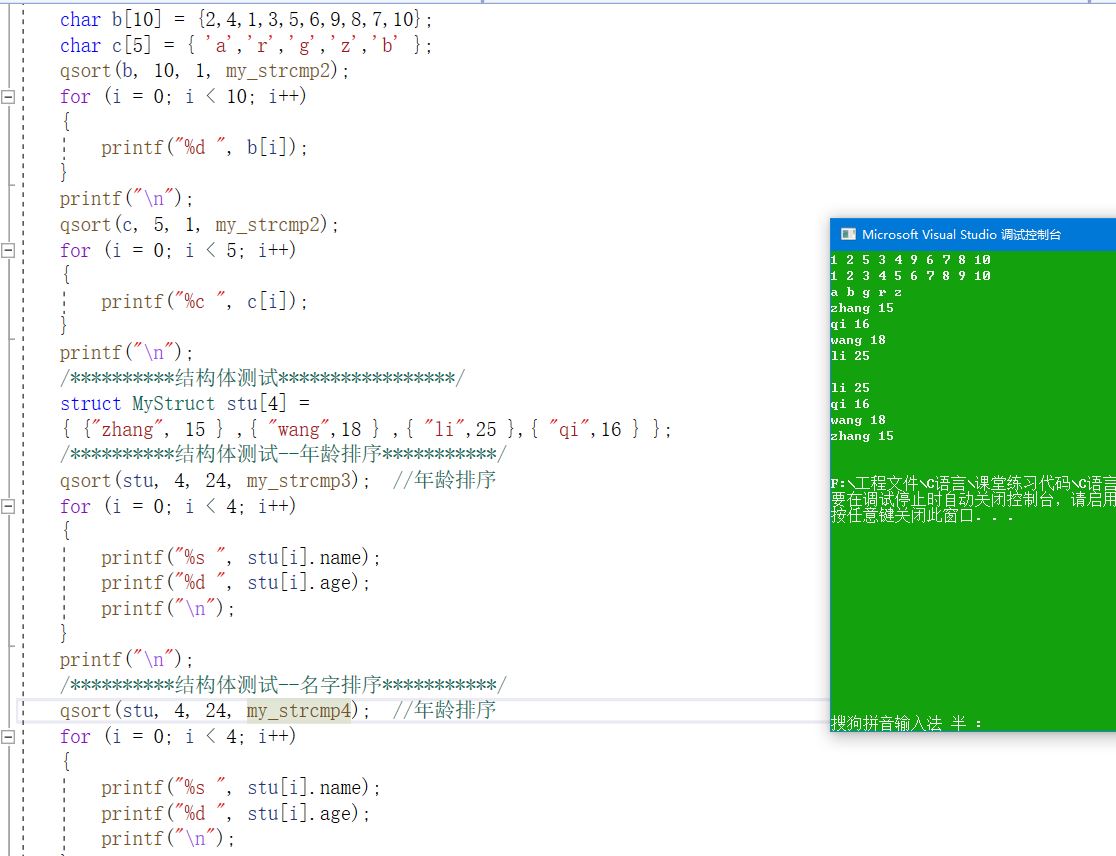 char b[10] = {2,4,1,3,5,6,9,8,7,10};
char c[5] = { 'a','r','g','z','b' };
qsort(b, 10, 1, my_strcmp2);
for (i = 0; i < 10; i++)
{
printf("%d ", b[i]);
}
printf("\n");
qsort(c, 5, 1, my_strcmp2);
for (i = 0; i < 5; i++)
{
printf("%c ", c[i]);
}
printf("\n");
/**********结构体测试*****************/
struct MyStruct stu[4] =
{ {"zhang", 15 } ,{ "wang",18 } ,{ "li",25 },{ "qi",16 } };
/**********结构体测试--年龄排序***********/
qsort(stu, 4, 24, my_strcmp3);  //年龄排序
for (i = 0; i < 4; i++)
{
printf("%s ", stu[i].name);
printf("%d ", stu[i].age);
printf("\n");
}
printf("\n");
/**********结构体测试--名字排序***********/
qsort(stu, 4, 24, my_strcmp4);  //年龄排序
for (i = 0; i < 4; i++)
{
printf("%s ", stu[i].name);
printf("%d ", stu[i].age);
printf("\n");
Microsoft Visual Studio 调试控制台
1 2 5 3 4 9 6 7 8 10
1 2 3 4 5 6 7 8 9 10
a b g r z
zhang 15
qi 16
wang 18
li 25
li 25
qi 16
wang 18
zhang 15
F:\工程文件\C语言\课堂练习代码\C语言
要在调试停止时自动关闭控制台，请启用
按任意键关闭此窗口. . .
搜狗拼音输入法 半 ：